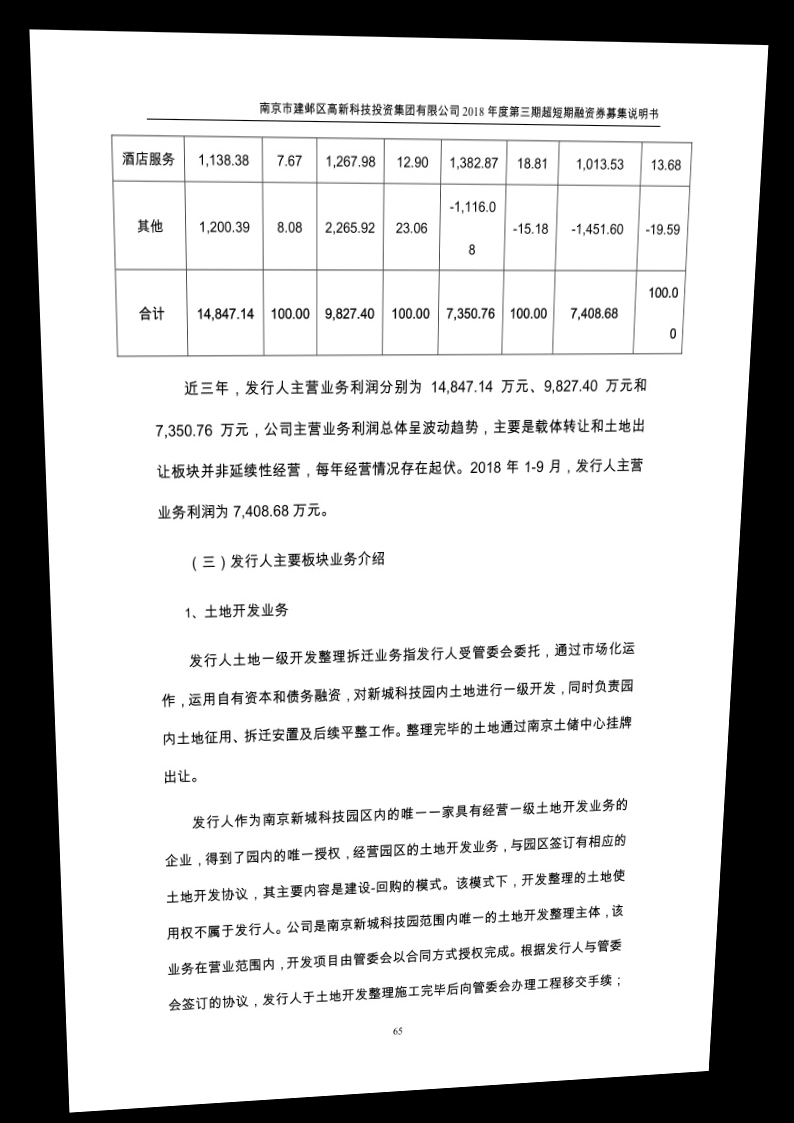 南京市建邺区高新科技投资集团有限公司2018年度第三期超短期融资券募集说明书
酒店服务 1,138.38 7.67 1,267.98 12.90 1,382.87 18.81 1,013.53 13.68
其他 1,200.39 8.08 2,265.92 23.06 -1,116.08 -15.18 -1,451.60 -19.59
合计 14,847.14 100.00 9,827.40 100.00 7,350.76 100.00 7,408.68 100.00
近三年，发行人主营业务利润分别为 14,847.14 万元、9,827.40 万元和
7,350.76 万元，公司主营业务利润总体呈波动趋势，主要是载体转让和土地出
让板块并非延续性经营，每年经营情况存在起伏。2018 年 1-9 月，发行人主营
业务利润为 7,408.68 万元。
（三）发行人主要板块业务介绍
1、土地开发业务
发行人土地一级开发整理拆迁业务指发行人受管委会委托，通过市场化运
作，运用自有资本和债务融资，对新城科技园内土地进行一级开发，同时负责园
内土地征用、拆迁安置及后续平整工作。整理完毕的土地通过南京土储中心挂牌
出让。
发行人作为南京新城科技园区内的唯一一家具有经营一级土地开发业务的
企业，得到了园内的唯一授权，经营园区的土地开发业务，与园区签订有相应的
土地开发协议，其主要内容是建设-回购的模式。该模式下，开发整理的土地使
用权不属于发行人。公司是南京新城科技园范围内唯一的土地开发整理主体，该
业务在营业范围内，开发项目由管委会以合同方式授权完成。根据发行人与管委
会签订的协议，发行人于土地开发整理施工完毕后向管委会办理工程移交手续；
65